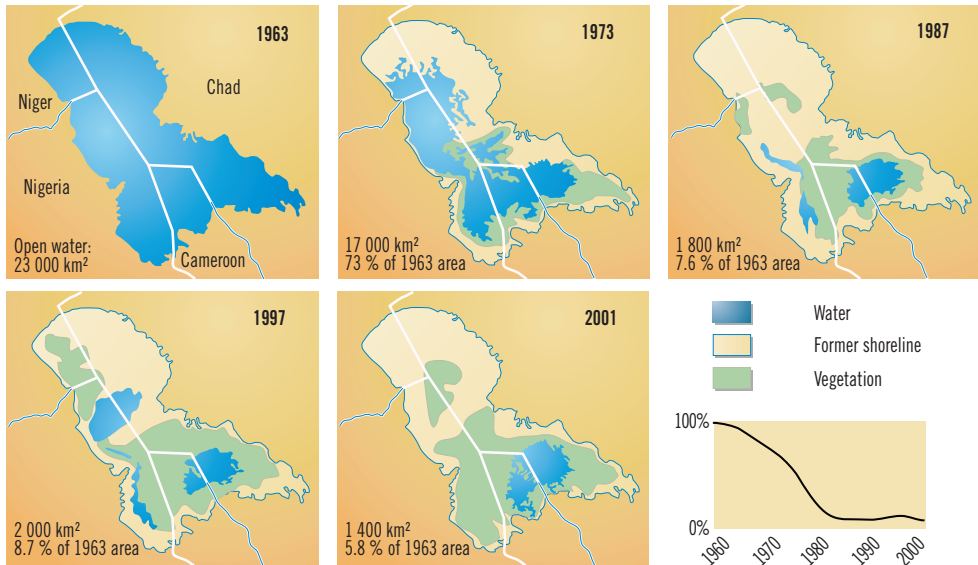 1963
Chad
Niger
Nigeria
Cameroon
Open water:
23 000 km²
1973
17 000 km²
73 % of 1963 area
1987
1 800 km²
7.6 % of 1963 area
1997
2 000 km²
8.7 % of 1963 area
2001
1 400 km²
5.8 % of 1963 area
Water
Former shoreline
Vegetation
100%
0%
1960
1970
1980
1990
2000